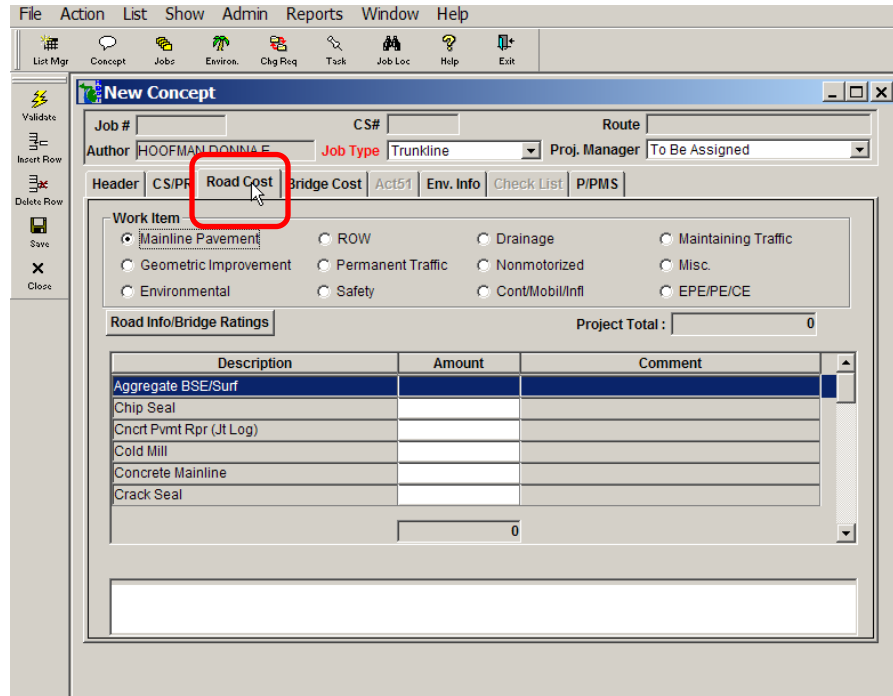 File Action List Show Admin Reports Window Help
List Mgr Concept Jobs Environ. Chg Req Task Job Loc Help Exit
Validate
Insert Row
Delete Row
Save
Close
New Concept
Job # CS# Route
Author HOOFMAN DONNA E Job Type Trunkline Proj. Manager To Be Assigned
Header CS/PR Road Cost Bridge Cost Act51 Env. Info Check List P/PMS
Work Item
Mainline Pavement ROW Drainage Maintaining Traffic
Geometric Improvement Permanent Traffic Nonmotorized Misc.
Environmental Safety Cont/Mobil/Infl EPE/PE/CE
Road Info/Bridge Ratings Project Total : 0
Description Amount Comment
Aggregate BSE/Surf
Chip Seal
Cncrt Pvmt Rpr (Jt Log)
Cold Mill
Concrete Mainline
Crack Seal
0